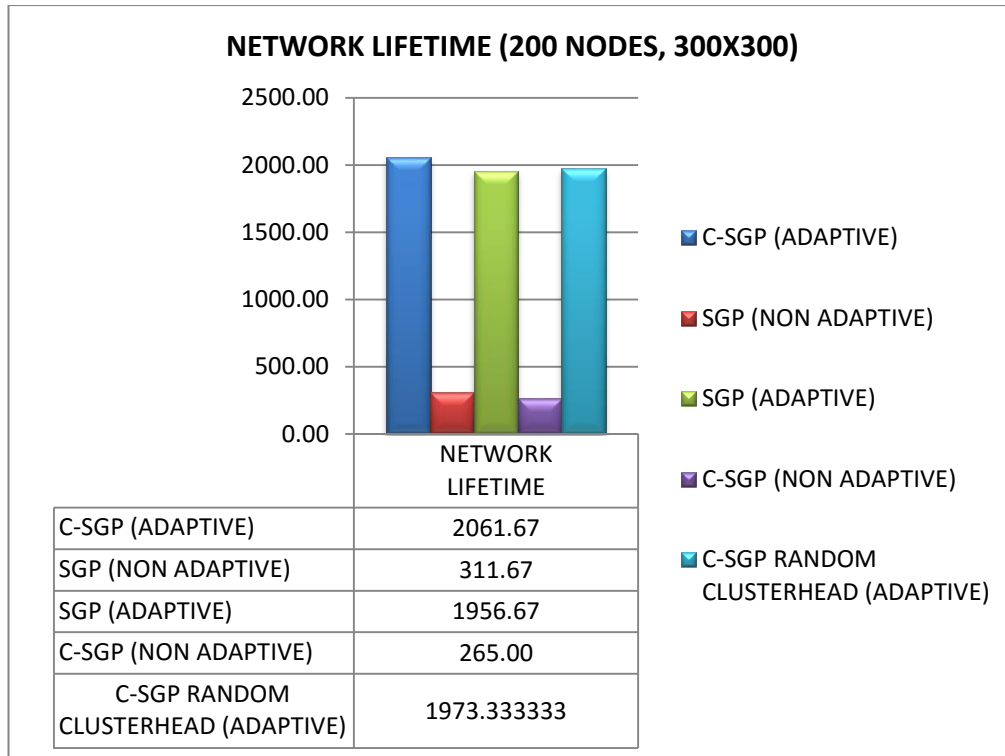 NETWORK LIFETIME (200 NODES, 300X300)
2500.00
2000.00
1500.00
1000.00
500.00
0.00
NETWORK
LIFETIME
C-SGP (ADAPTIVE) 2061.67
SGP (NON ADAPTIVE) 311.67
SGP (ADAPTIVE) 1956.67
C-SGP (NON ADAPTIVE) 265.00
C-SGP RANDOM
CLUSTERHEAD (ADAPTIVE) 1973.333333
C-SGP (ADAPTIVE)
SGP (NON ADAPTIVE)
SGP (ADAPTIVE)
C-SGP (NON ADAPTIVE)
C-SGP RANDOM
CLUSTERHEAD (ADAPTIVE)